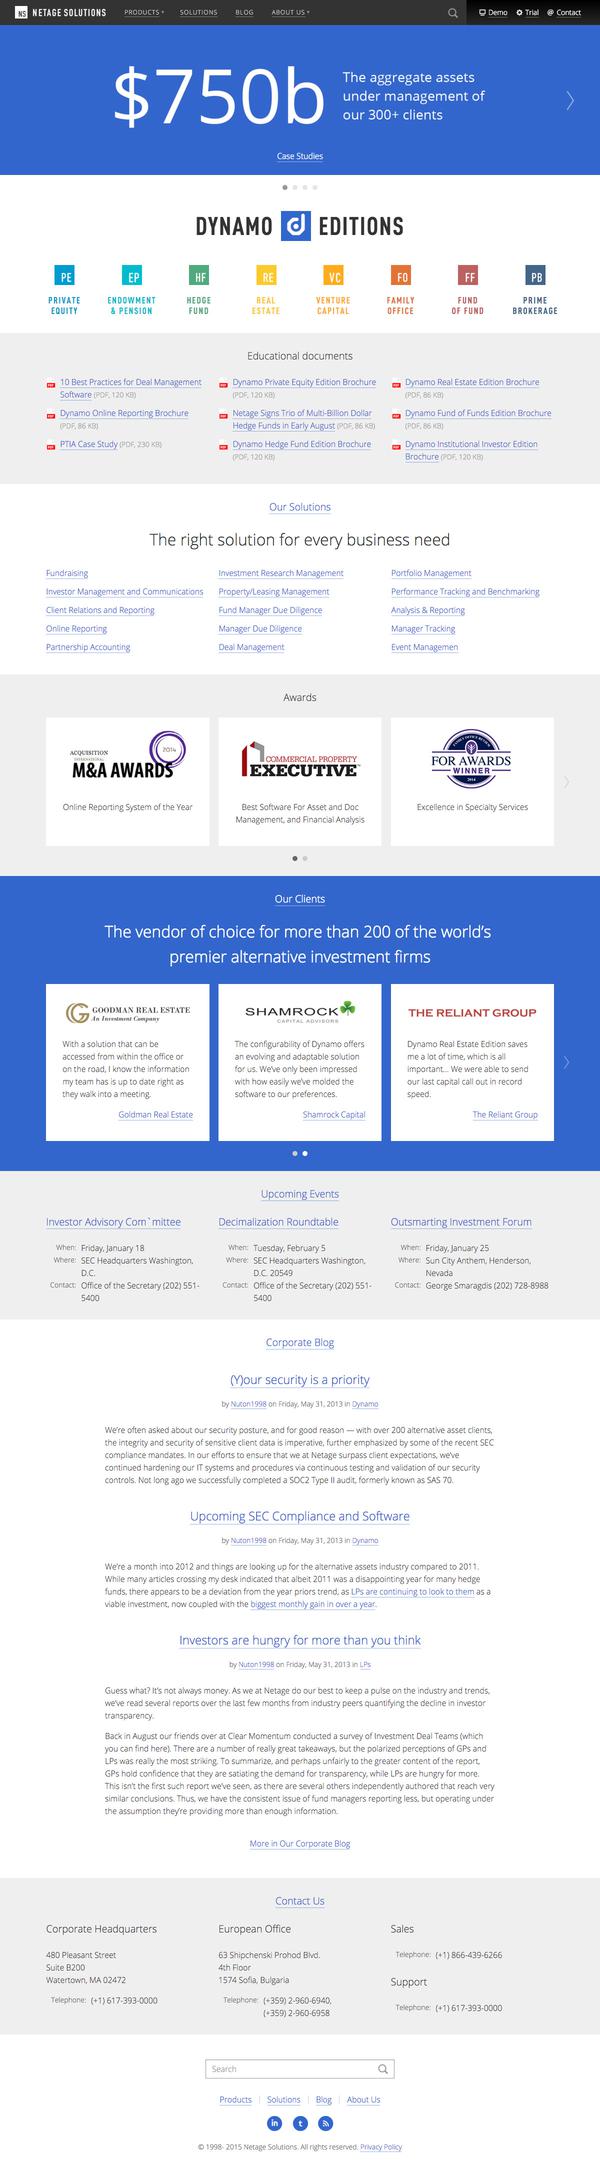 NS NETAGE SOLUTIONS PRODUCTS SOLUTIONS BLOG ABOUT US Demo Trial @ Contact
$750b
The aggregate assets
under management of
our 300+ clients
Case Studies
DYNAMO d EDITIONS
PE EP HF RE VC FO FF PB
PRIVATE EQUITY
ENDOWMENT & PENSION
HEDGE FUND
REAL ESTATE
VENTURE CAPITAL
FAMILY OFFICE
FUND OF FUND
PRIME BROKERAGE
Educational documents
10 Best Practices for Deal Management
Software (PDF, 120 KB)
Dynamo Online Reporting Brochure
(PDF, 86 KB)
PTIA Case Study (PDF, 230 KB)
Dynamo Private Equity Edition Brochure
(PDF, 120 KB)
Netage Signs Trio of Multi-Billion Dollar
Hedge Funds in Early August (PDF, 86 KB)
Dynamo Hedge Fund Edition Brochure
(PDF, 120 KB)
Dynamo Real Estate Edition Brochure
(PDF, 86 KB)
Dynamo Fund of Funds Edition Brochure
(PDF, 86 KB)
Dynamo Institutional Investor Edition
Brochure (PDF, 120 KB)
Our Solutions
The right solution for every business need
Fundraising
Investor Management and Communications
Client Relations and Reporting
Online Reporting
Partnership Accounting
Investment Research Management
Property/Leasing Management
Fund Manager Due Diligence
Manager Due Diligence
Deal Management
Portfolio Management
Performance Tracking and Benchmarking
Analysis & Reporting
Manager Tracking
Event Managemen
Awards
ACQUISITION
INTERNATIONAL
2014
M&A AWARDS
Online Reporting System of the Year
COMMERCIAL PROPERTY
EXECUTIVE
Best Software For Asset and Doc
Management, and Financial Analysis
FAMILY OFFICE REVIEW
FOR AWARDS
WINNER
2014
Excellence in Specialty Services
Our Clients
The vendor of choice for more than 200 of the world's
premier alternative investment firms
GOODMAN REAL ESTATE
An Investment Company
With a solution that can be
accessed from within the office or
on the road, I know the information
my team has is up to date right as
they walk into a meeting.
Goldman Real Estate
SHAMROCK
CAPITAL ADVISORS
The configurability of Dynamo offers
an evolving and adaptable solution
for us. We've only been impressed
with how easily we've molded the
software to our preferences.
Shamrock Capital
THE RELIANT GROUP
Dynamo Real Estate Edition saves
me a lot of time, which is all
important... We were able to send
our last capital call out in record
speed.
The Reliant Group
Upcoming Events
Investor Advisory Com`mittee
When: Friday, January 18
Where: SEC Headquarters Washington,
D.C.
Contact: Office of the Secretary (202) 551-
5400
Decimalization Roundtable
When: Tuesday, February 5
Where: SEC Headquarters Washington,
D.C. 20549
Contact: Office of the Secretary (202) 551-
5400
Outsmarting Investment Forum
When: Friday, January 25
Where: Sun City Anthem, Henderson,
Nevada
Contact: George Smaragdis (202) 728-8988
Corporate Blog
(Y)our security is a priority
by Nuton1998 on Friday, May 31, 2013 in Dynamo
We're often asked about our security posture, and for good reason — with over 200 alternative asset clients,
the integrity and security of sensitive client data is imperative, further emphasized by some of the recent SEC
compliance mandates. In our efforts to ensure that we at Netage surpass client expectations, we've
continued hardening our IT systems and procedures via continuous testing and validation of our security
controls. Not long ago we successfully completed a SOC2 Type II audit, formerly known as SAS 70.
Upcoming SEC Compliance and Software
by Nuton1998 on Friday, May 31, 2013 in Dynamo
We're a month into 2012 and things are looking up for the alternative assets industry compared to 2011.
While many articles crossing my desk indicated that albeit 2011 was a disappointing year for many hedge
funds, there appears to be a deviation from the year priors trend, as LPs are continuing to look to them as a
viable investment, now coupled with the biggest monthly gain in over a year.
Investors are hungry for more than you think
by Nuton1998 on Friday, May 31, 2013 in LPs
Guess what? It's not always money. As we at Netage do our best to keep a pulse on the industry and trends,
we've read several reports over the last few months from industry peers quantifying the decline in investor
transparency.
Back in August our friends over at Clear Momentum conducted a survey of Investment Deal Teams (which
you can find here). There are a number of really great takeaways, but the polarized perceptions of GPs and
LPs was really the most striking. To summarize, and perhaps unfairly to the greater content of the report,
GPs hold confidence that they are satiating the demand for transparency, while LPs are hungry for more.
This isn't the first such report we've seen, as there are several others independently authored that reach very
similar conclusions. Thus, we have the consistent issue of fund managers reporting less, but operating under
the assumption they're providing more than enough information.
More in Our Corporate Blog
Contact Us
Corporate Headquarters
480 Pleasant Street
Suite B200
Watertown, MA 02472
Telephone: (+1) 617-393-0000
European Office
63 Shipchenski Prohod Blvd.
4th Floor
1574 Sofia, Bulgaria
Telephone: (+359) 2-960-6940,
(+359) 2-960-6958
Sales
Telephone: (+1) 866-439-6266
Support
Telephone: (+1) 617-393-0000
Search
Products Solutions Blog About Us
in t
© 1998- 2015 Netage Solutions. All rights reserved. Privacy Policy